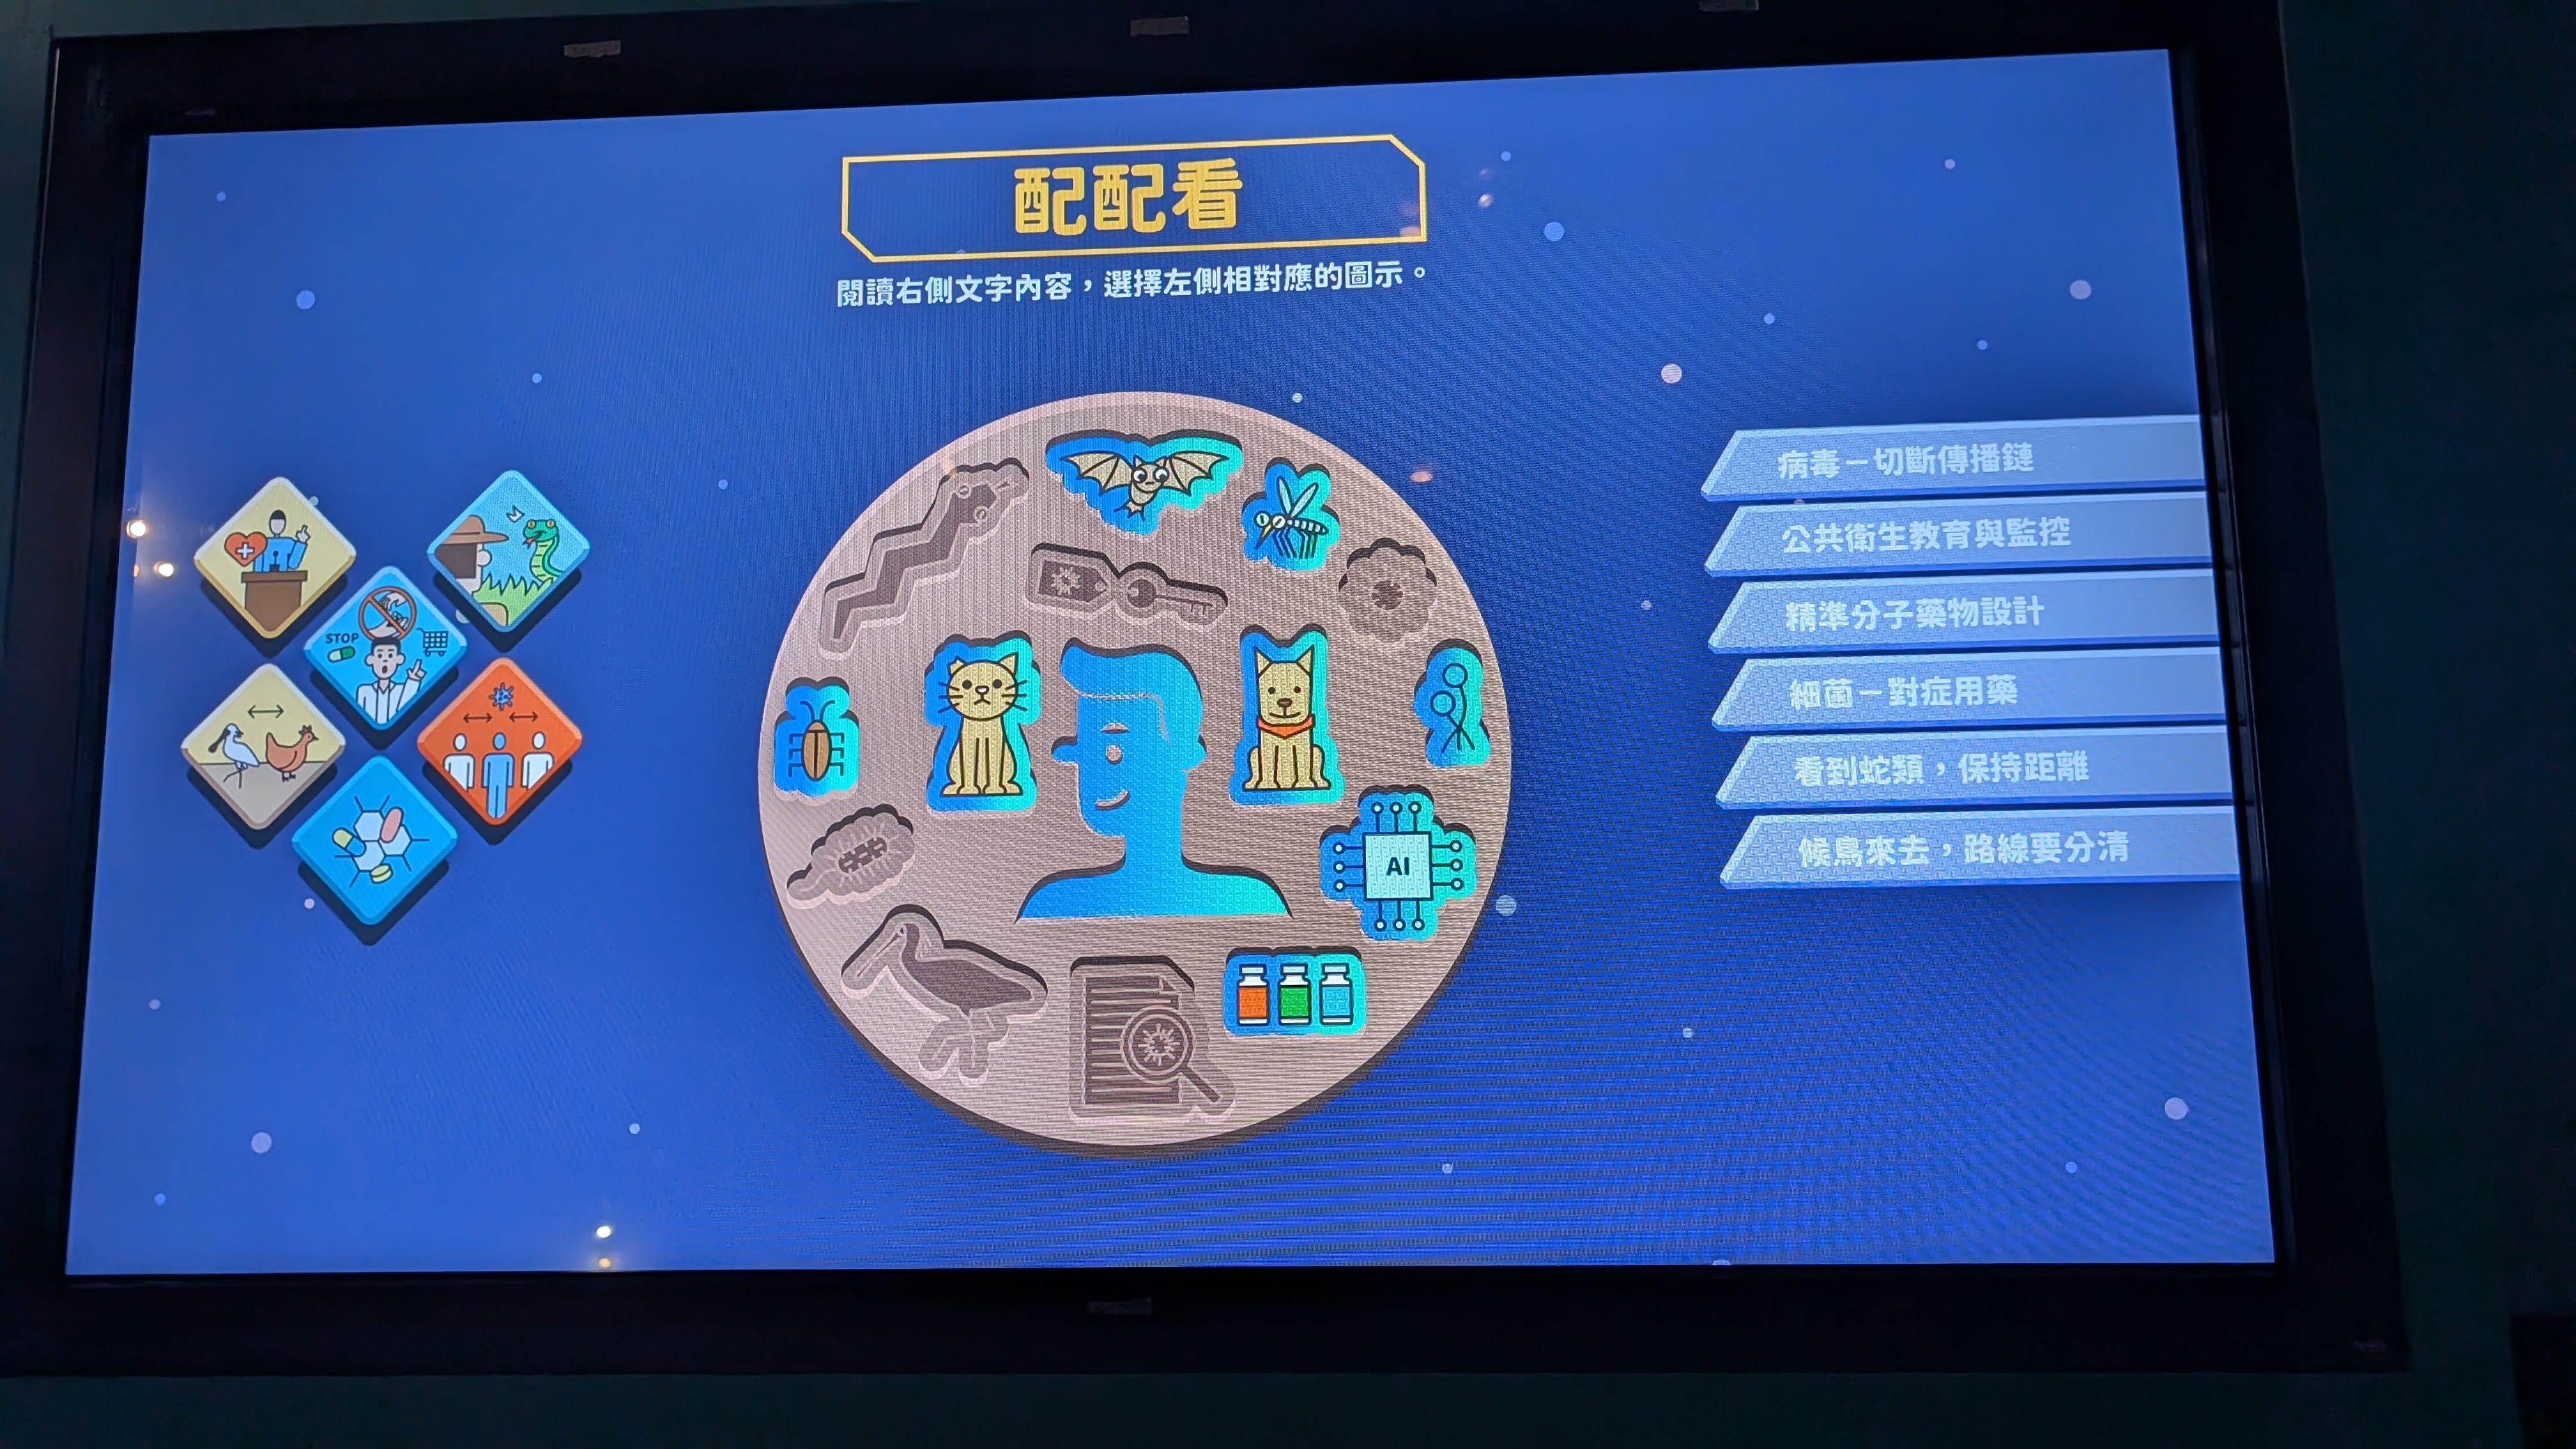 配配看
閱讀右側文字內容，選擇左側相對應的圖示。
STOP
AI
病毒－切斷傳播鏈
公共衛生教育與監控
精準分子藥物設計
細菌－對症用藥
看到蛇類，保持距離
候鳥來去，路線要分清